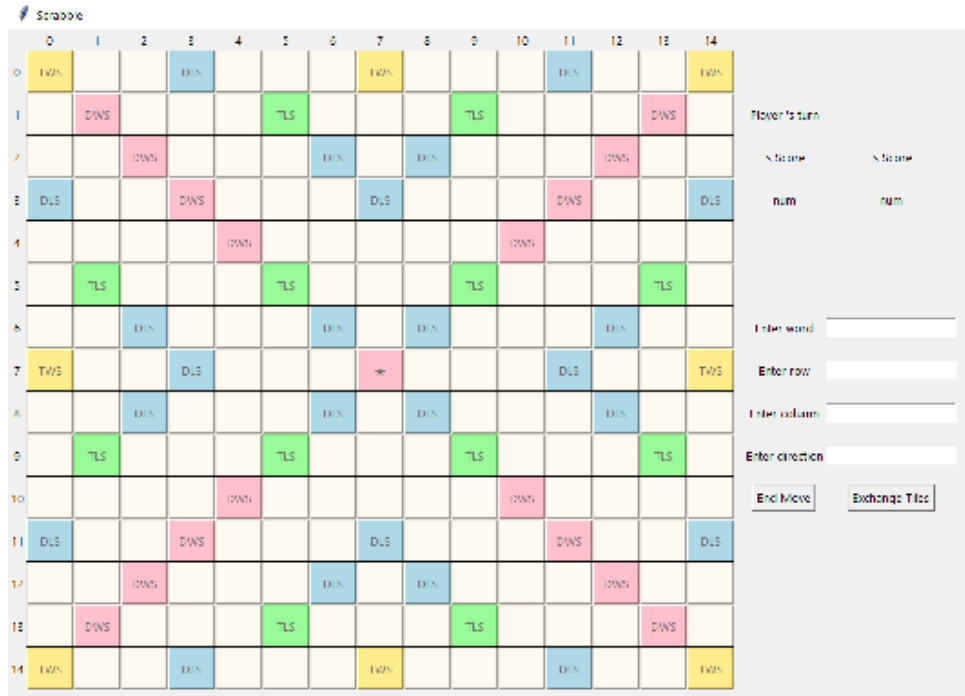 Scrabble
0 1 2 3 4 5 6 7 8 9 10 11 12 13 14
0 TWS DLS TWS DLS TWS
1 DWS TLS TLS DWS Player 's turn
2 DWS DLS DLS DWS 's Score 's Score
3 DLS DWS DLS DWS DLS num num
4 DWS DWS
5 TLS TLS TLS TLS
6 DLS DLS DLS DLS Enter word
7 TWS DLS * DLS TWS Enter row
8 DLS DLS DLS DLS Enter column
9 TLS TLS TLS TLS Enter direction
10 DWS DWS End Move Exchange Tiles
11 DLS DWS DLS DWS DLS
12 DWS DLS DLS DWS
13 DWS TLS TLS DWS
14 TWS DLS TWS DLS TWS